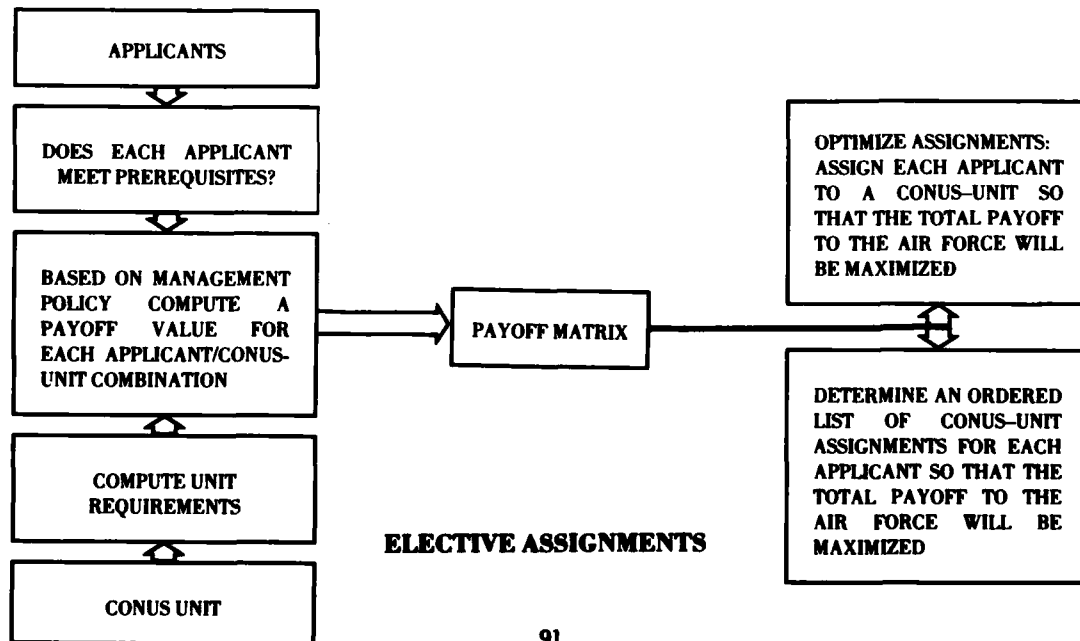 APPLICANTS
DOES EACH APPLICANT
MEET PREREQUISITES?
BASED ON MANAGEMENT
POLICY COMPUTE A
PAYOFF VALUE FOR
EACH APPLICANT/CONUS-
UNIT COMBINATION
COMPUTE UNIT
REQUIREMENTS
CONUS UNIT
PAYOFF MATRIX
OPTIMIZE ASSIGNMENTS:
ASSIGN EACH APPLICANT
TO A CONUS–UNIT SO
THAT THE TOTAL PAYOFF
TO THE AIR FORCE WILL
BE MAXIMIZED
DETERMINE AN ORDERED
LIST OF CONUS–UNIT
ASSIGNMENTS FOR EACH
APPLICANT SO THAT THE
TOTAL PAYOFF TO THE
AIR FORCE WILL BE
MAXIMIZED
ELECTIVE ASSIGNMENTS
91